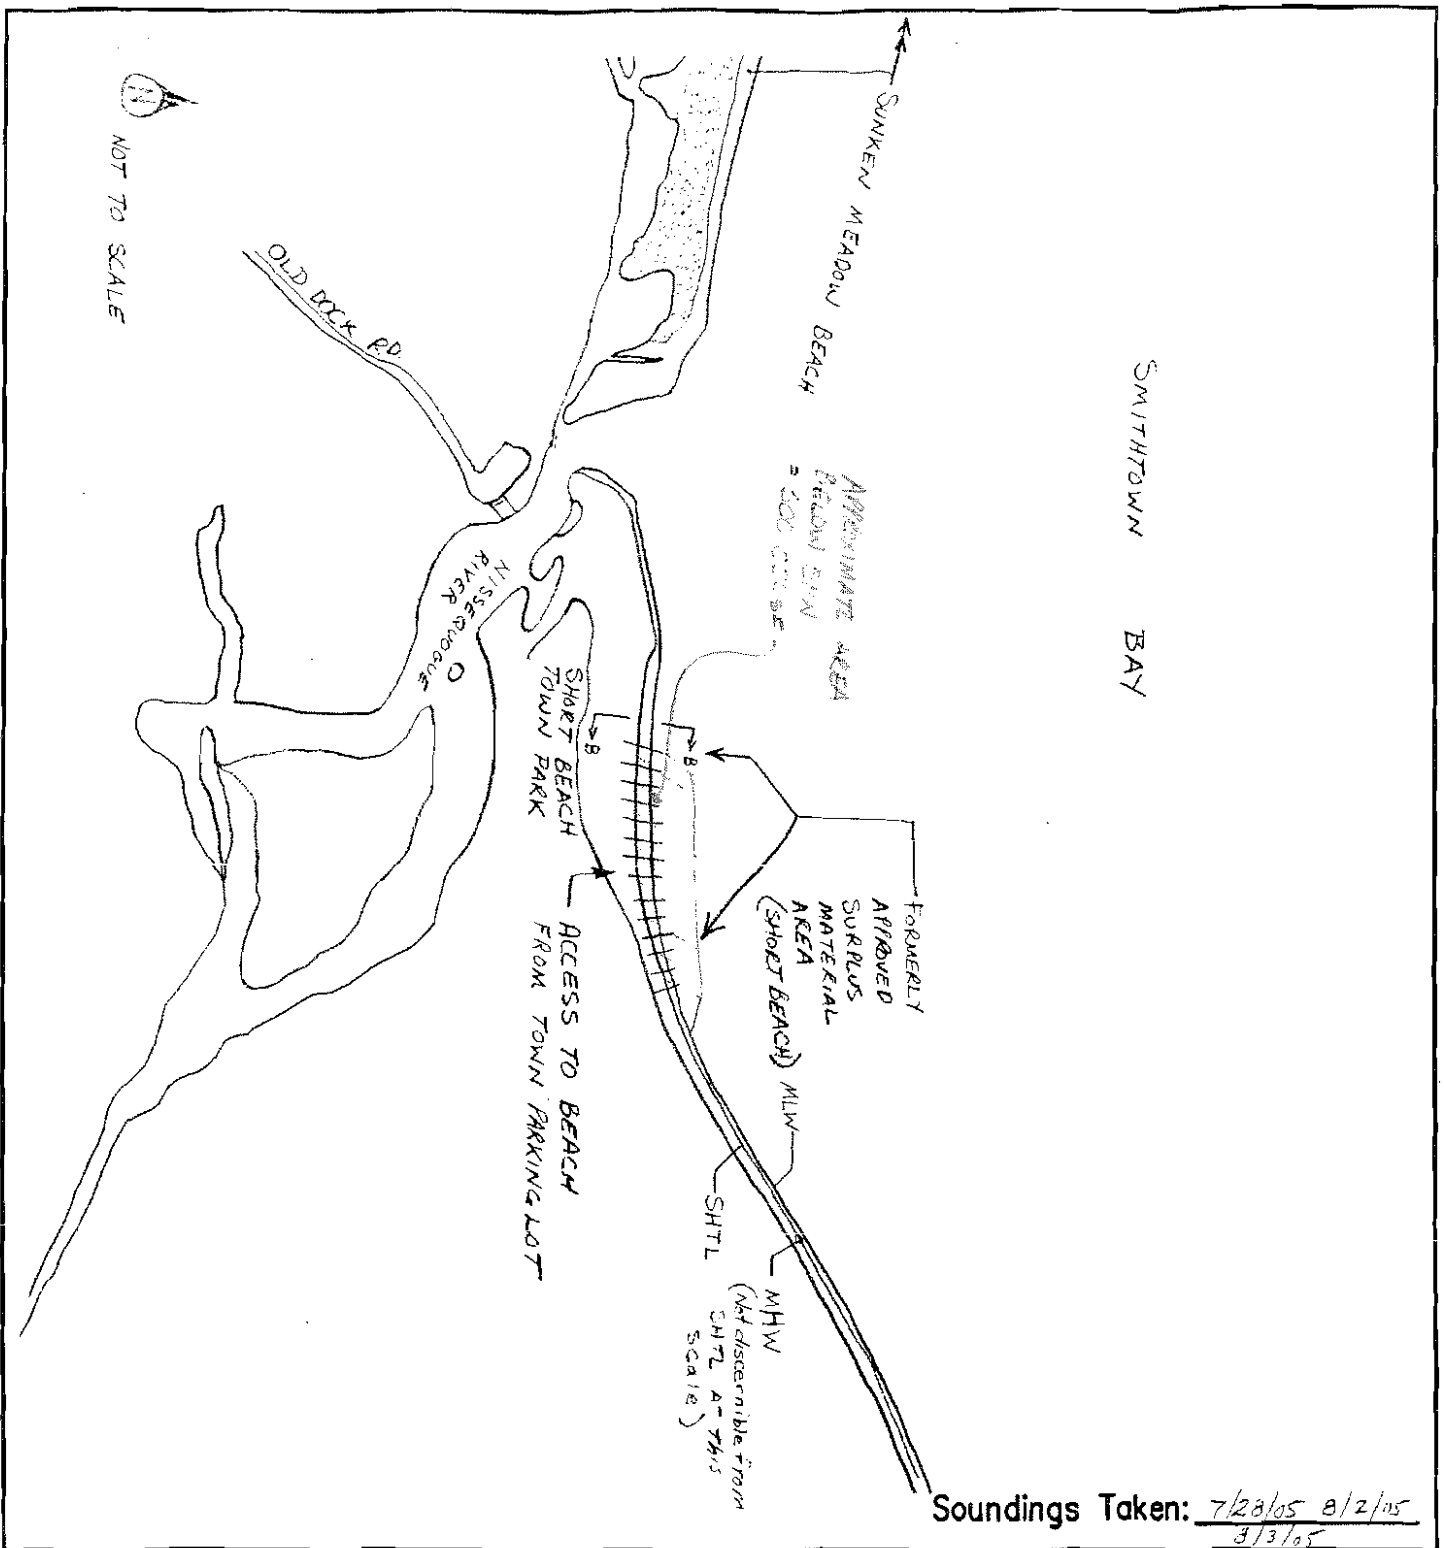 N
NOT TO SCALE
SUNKEN MEADOW BEACH
SMITHTOWN BAY
OLD DOCK RD.
APPROXIMATE AREA
NISSEQUOGUE
RIVER
SHORT BEACH
TOWN PARK
B
B
FORMERLY
APPROVED
SURPLUS
MATERIAL
AREA
(SHORT BEACH)
ACCESS TO BEACH
FROM TOWN PARKING LOT
MLW
SHTL
MHW
(Not discernible from
SHTL AT THIS
Scale)
Soundings Taken: 7/28/05 8/2/05
8/3/05